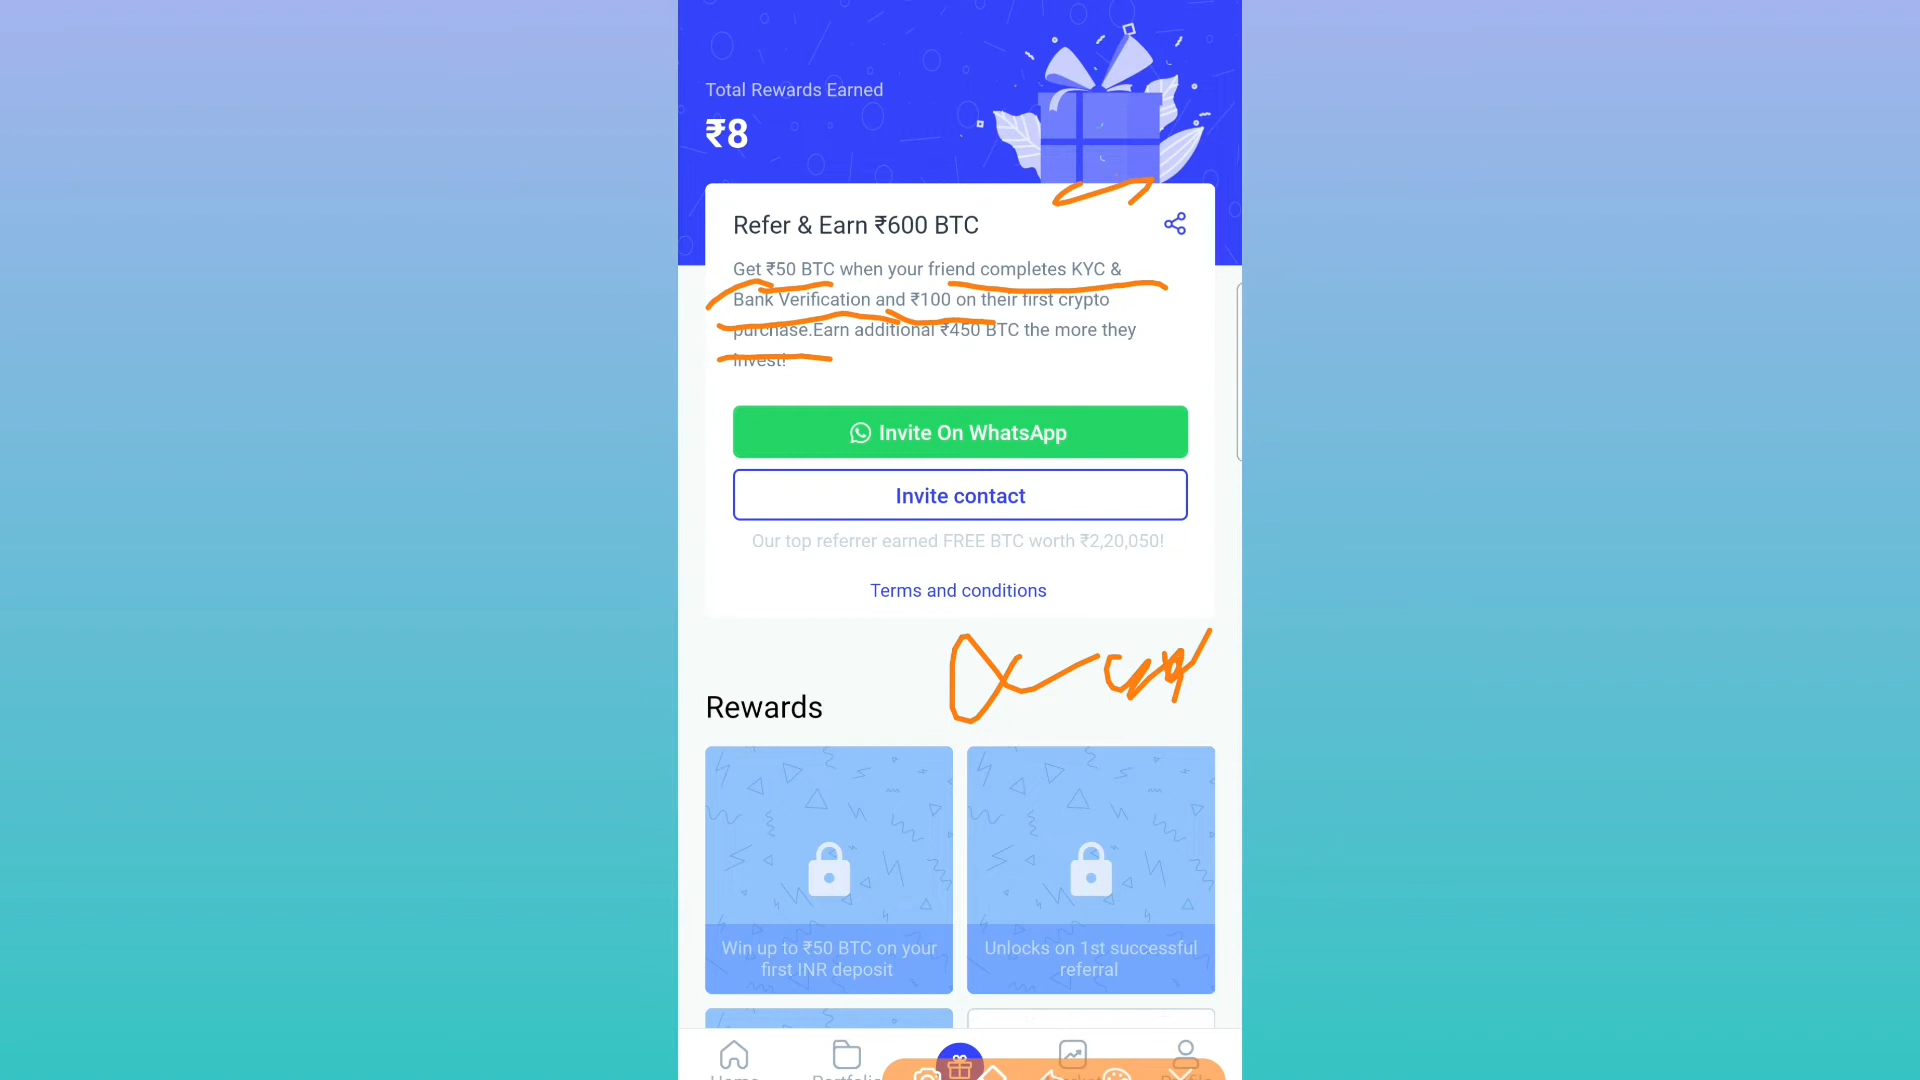 Total Rewards Earned
₹8
Refer & Earn ₹600 BTC
Get ₹50 BTC when your friend completes KYC &
Bank Verification and ₹100 on their first crypto
purchase.Earn additional ₹450 BTC the more they
invest!
Invite On WhatsApp
Invite contact
Our top referrer earned FREE BTC worth ₹2,20,050!
Terms and conditions
Rewards
Win up to ₹50 BTC on your
first INR deposit
Unlocks on 1st successful
referral